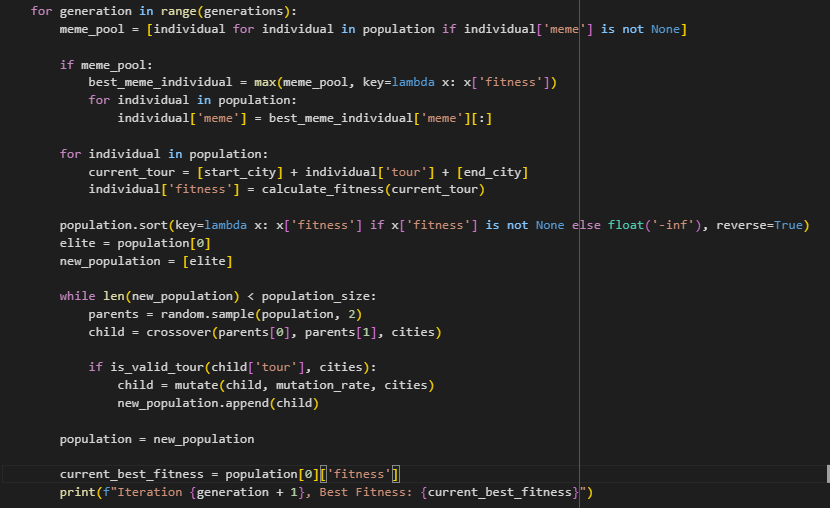 for generation in range(generations):
    meme_pool = [individual for individual in population if individual['meme'] is not None]

    if meme_pool:
        best_meme_individual = max(meme_pool, key=lambda x: x['fitness'])
        for individual in population:
            individual['meme'] = best_meme_individual['meme'][:]

    for individual in population:
        current_tour = [start_city] + individual['tour'] + [end_city]
        individual['fitness'] = calculate_fitness(current_tour)

    population.sort(key=lambda x: x['fitness'] if x['fitness'] is not None else float('-inf'), reverse=True)
    elite = population[0]
    new_population = [elite]

    while len(new_population) < population_size:
        parents = random.sample(population, 2)
        child = crossover(parents[0], parents[1], cities)

        if is_valid_tour(child['tour'], cities):
            child = mutate(child, mutation_rate, cities)
            new_population.append(child)

    population = new_population

    current_best_fitness = population[0]['fitness']
    print(f"Iteration {generation + 1}, Best Fitness: {current_best_fitness}")